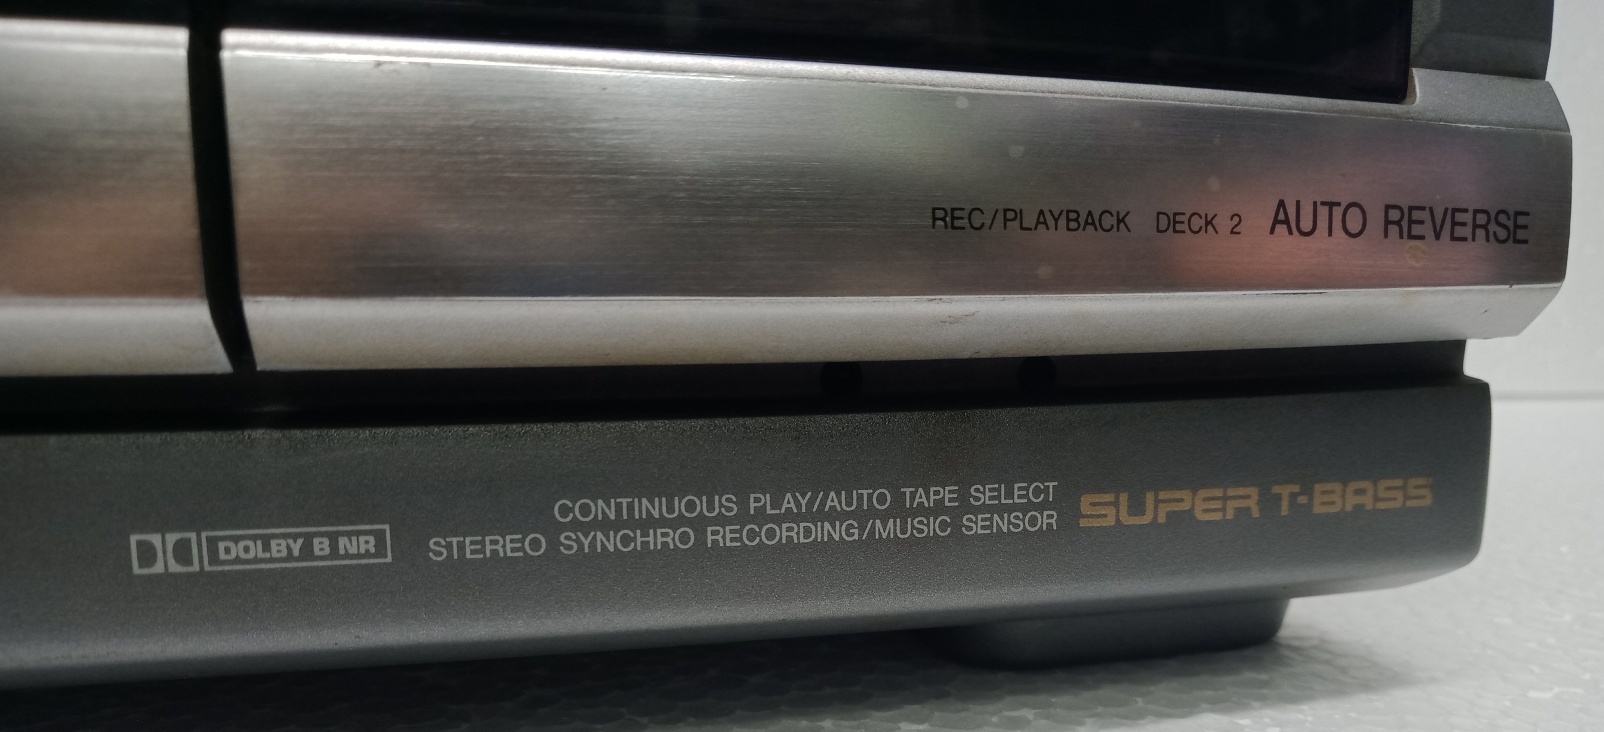 REC/PLAYBACK DECK 2 AUTO REVERSE
CONTINUOUS PLAY/AUTO TAPE SELECT
STEREO SYNCHRO RECORDING/MUSIC SENSOR
SUPER T-BASS
DOLBY B NR